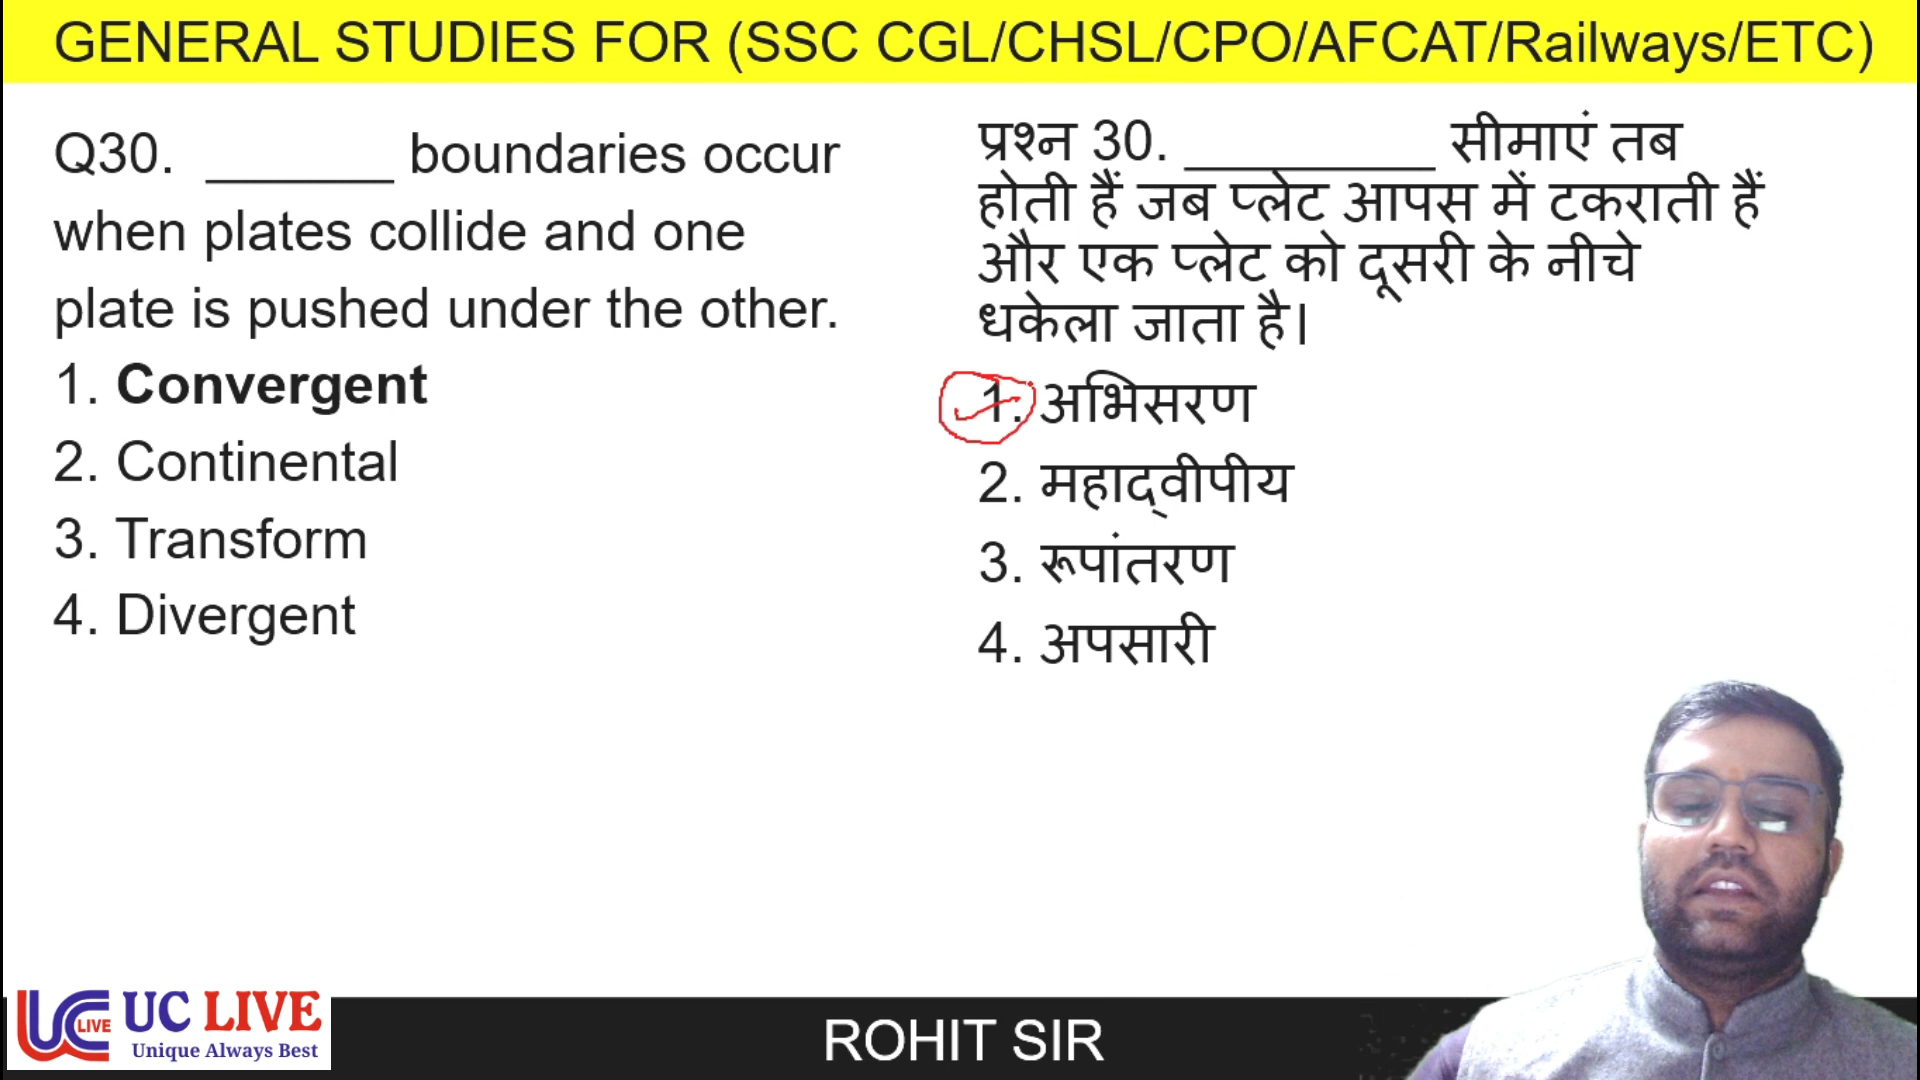 GENERAL STUDIES FOR (SSC CGL/CHSL/CPO/AFCAT/Railways/ETC)
Q30. ______ boundaries occur
when plates collide and one
plate is pushed under the other.
1. Convergent
2. Continental
3. Transform
4. Divergent
प्रश्न 30. ________ सीमाएं तब
होती हैं जब प्लेट आपस में टकराती हैं
और एक प्लेट को दूसरी के नीचे
धकेला जाता है।
1. अभिसरण
2. महाद्वीपीय
3. रूपांतरण
4. अपसारी
UC LIVE UC LIVE
Unique Always Best
ROHIT SIR